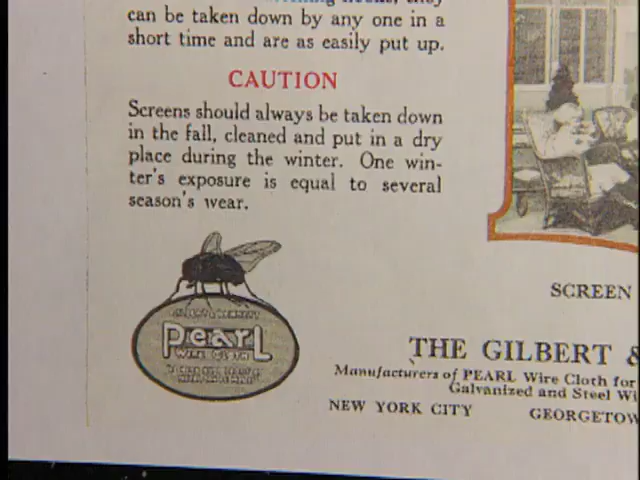 can be taken down by any one in a
short time and are as easily put up.
CAUTION
Screens should always be taken down
in the fall, cleaned and put in a dry
place during the winter. One win-
ter's exposure is equal to several
season's wear.
PEARL
WIRE CLOTH
SCREEN
THE GILBERT &
Manufacturers of PEARL Wire Cloth for
Galvanized and Steel Wi
NEW YORK CITY GEORGETOW